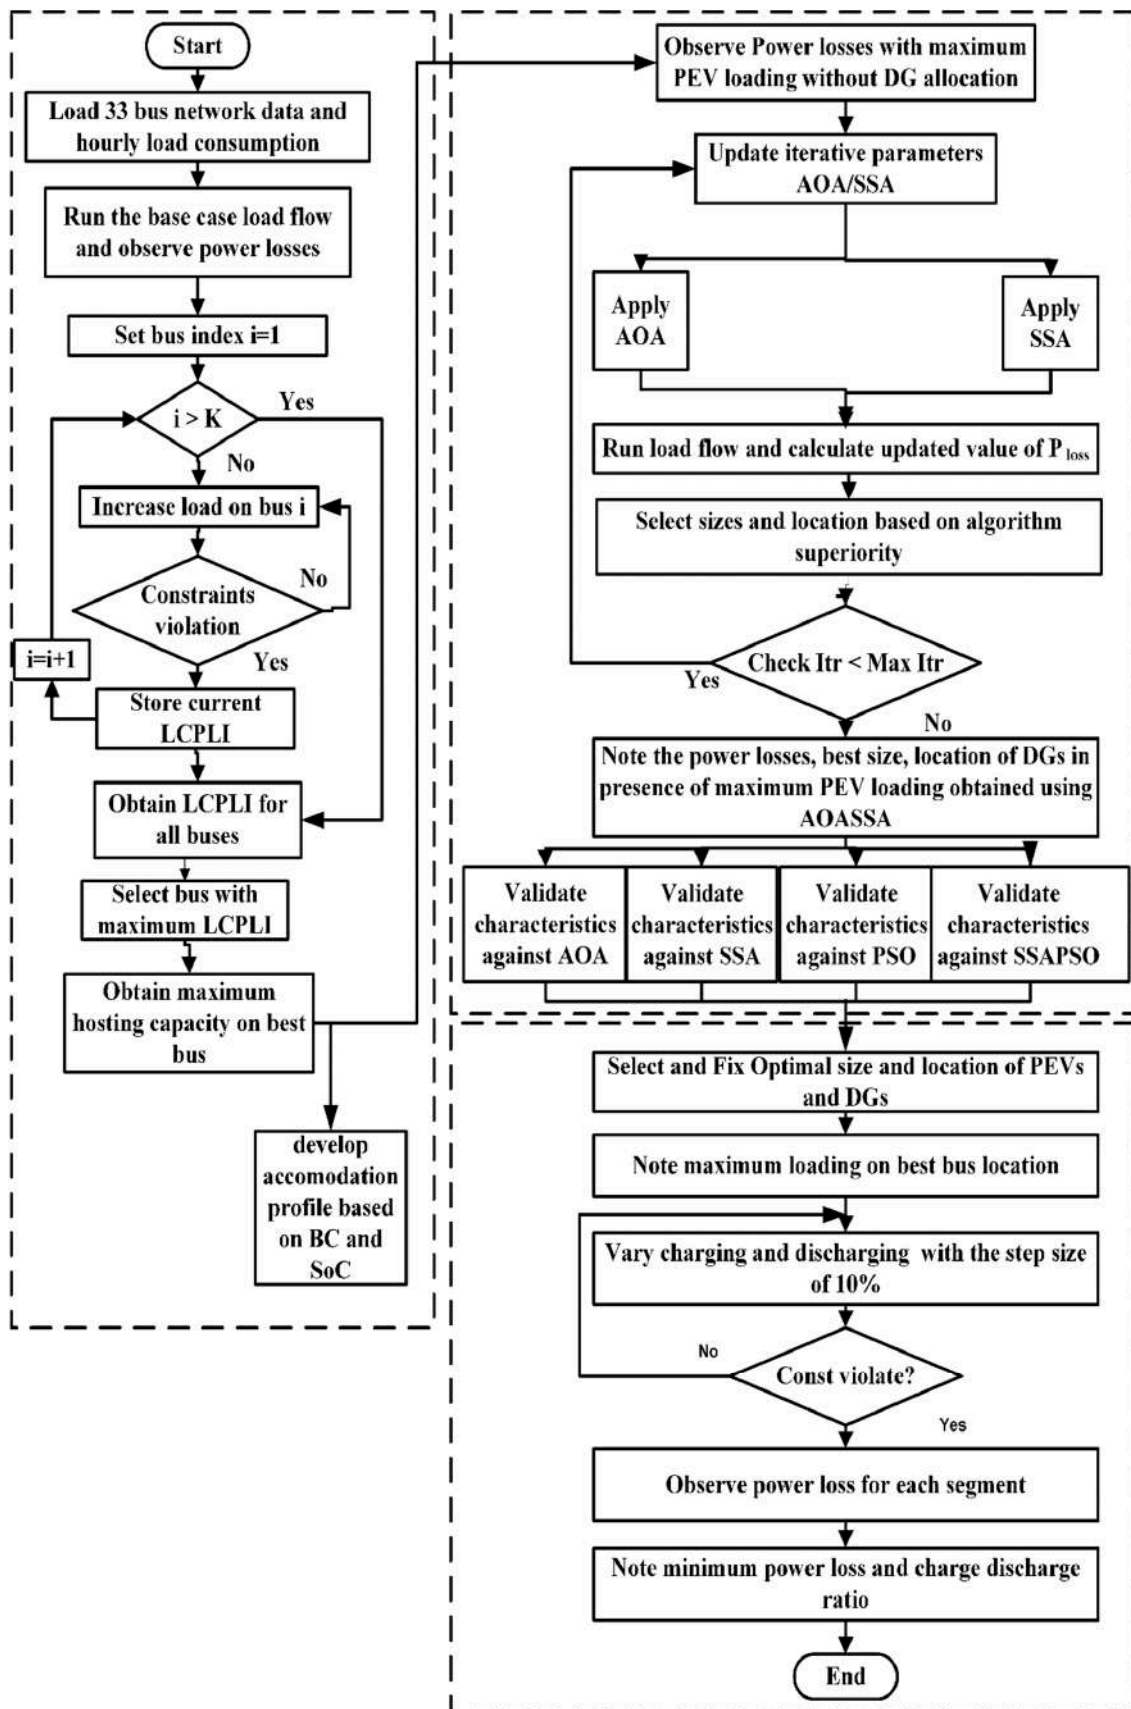 Start
Load 33 bus network data and
hourly load consumption
Run the base case load flow
and observe power losses
Set bus index i=1
i > K
Yes
No
Increase load on bus i
No
Constraints
violation
i=i+1
Yes
Store current
LCPLI
Obtain LCPLI for
all buses
Select bus with
maximum LCPLI
Obtain maximum
hosting capacity on best
bus
develop
accomodation
profile based
on BC and
SoC
Observe Power losses with maximum
PEV loading without DG allocation
Update iterative parameters
AOA/SSA
Apply
AOA
Apply
SSA
Run load flow and calculate updated value of P loss
Select sizes and location based on algorithm
superiority
Check Itr < Max Itr
Yes
No
Note the power losses, best size, location of DGs in
presence of maximum PEV loading obtained using
AOASSA
Validate
characteristics
against AOA
Validate
characteristics
against SSA
Validate
characteristics
against PSO
Validate
characteristics
against SSAPSO
Select and Fix Optimal size and location of PEVs
and DGs
Note maximum loading on best bus location
Vary charging and discharging with the step size
of 10%
No
Const violate?
Yes
Observe power loss for each segment
Note minimum power loss and charge discharge
ratio
End